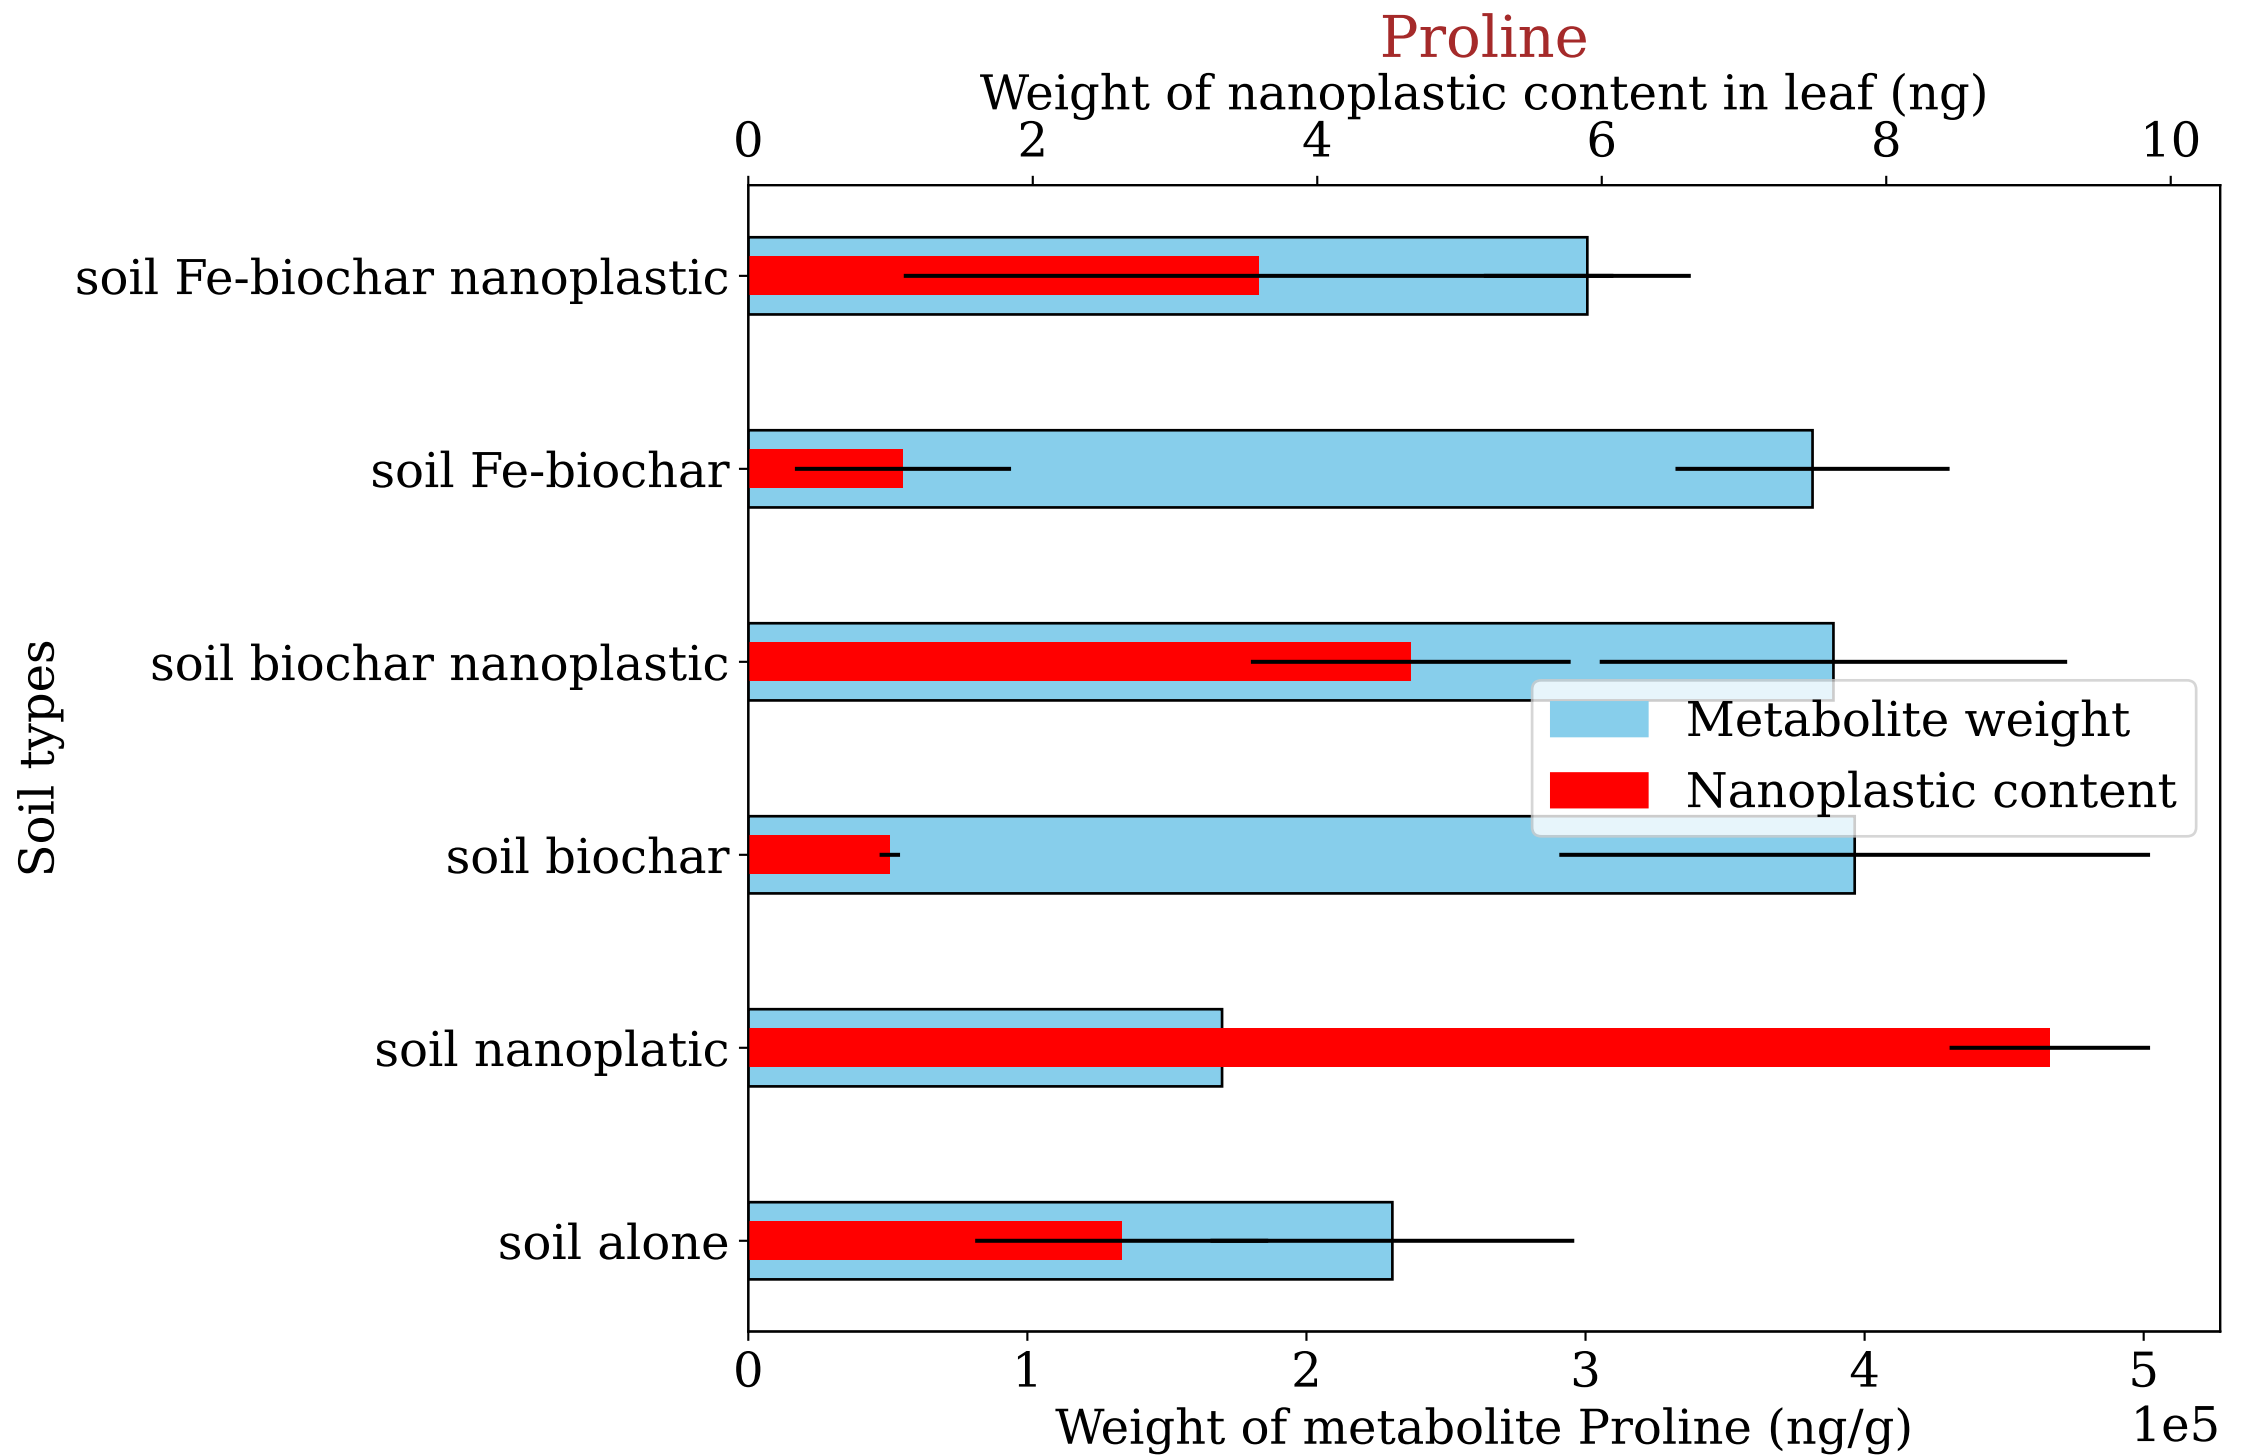 Proline
Weight of nanoplastic content in leaf (ng)
0 2 4 6 8 10
soil Fe-biochar nanoplastic
soil Fe-biochar
soil biochar nanoplastic
soil biochar
soil nanoplatic
soil alone
Soil types
Metabolite weight
Nanoplastic content
0 1 2 3 4 5
Weight of metabolite Proline (ng/g)
1e5